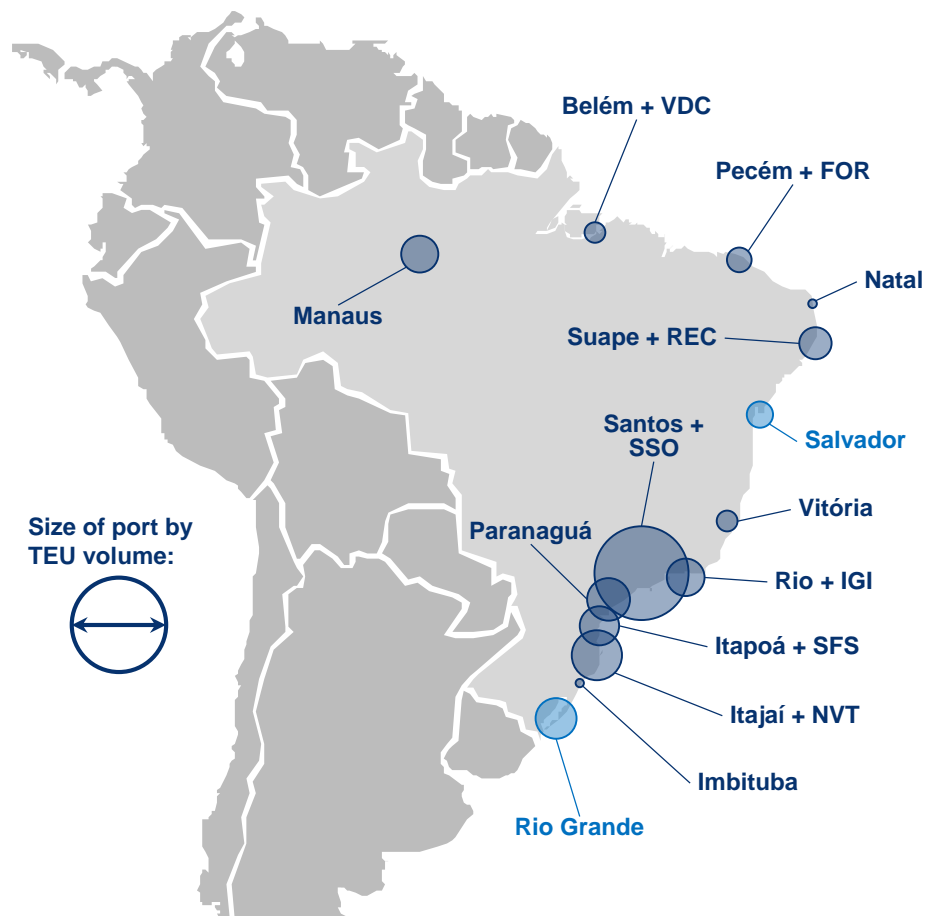 Belém + VDC
Pecém + FOR
Natal
Manaus
Suape + REC
Santos +
SSO
Salvador
Size of port by
TEU volume:
Paranaguá
Vitória
Rio + IGI
Itapoá + SFS
Itajaí + NVT
Imbituba
Rio Grande